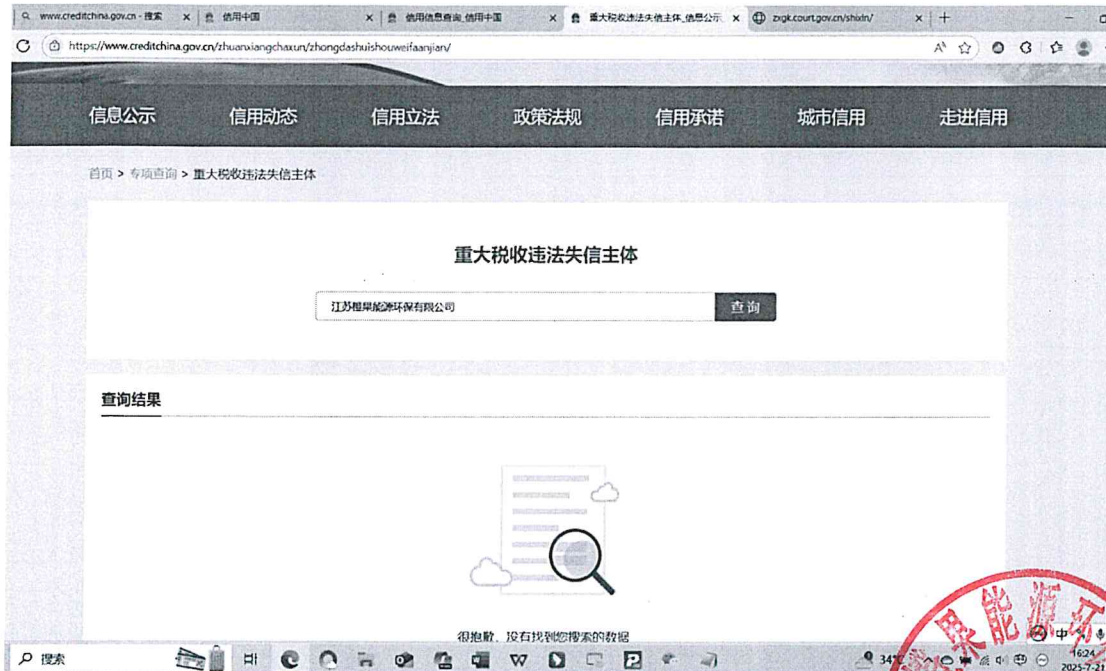 www.creditchina.gov.cn - 搜索
信用中国
信用信息查询_信用中国
重大税收违法失信主体_信息公示_
zxgk.court.gov.cn/shixin/
https://www.creditchina.gov.cn/zhuanxiangchaxun/zhongdashuishouweifaanjian/
信息公示 信用动态 信用立法 政策法规 信用承诺 城市信用 走进信用
首页 > 专项查询 > 重大税收违法失信主体
重大税收违法失信主体
江苏橙果能源环保有限公司 查询
查询结果
很抱歉，没有找到您搜索的数据
果能源环
搜索
34°C
中
16:24